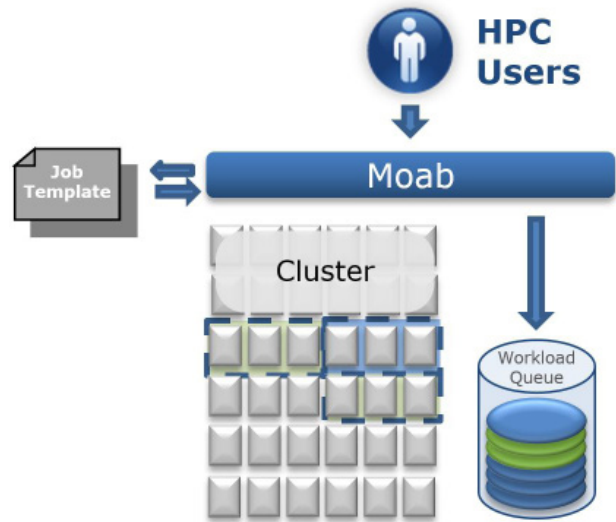 HPC
Users
Job
Template
Moab
Cluster
Workload
Queue